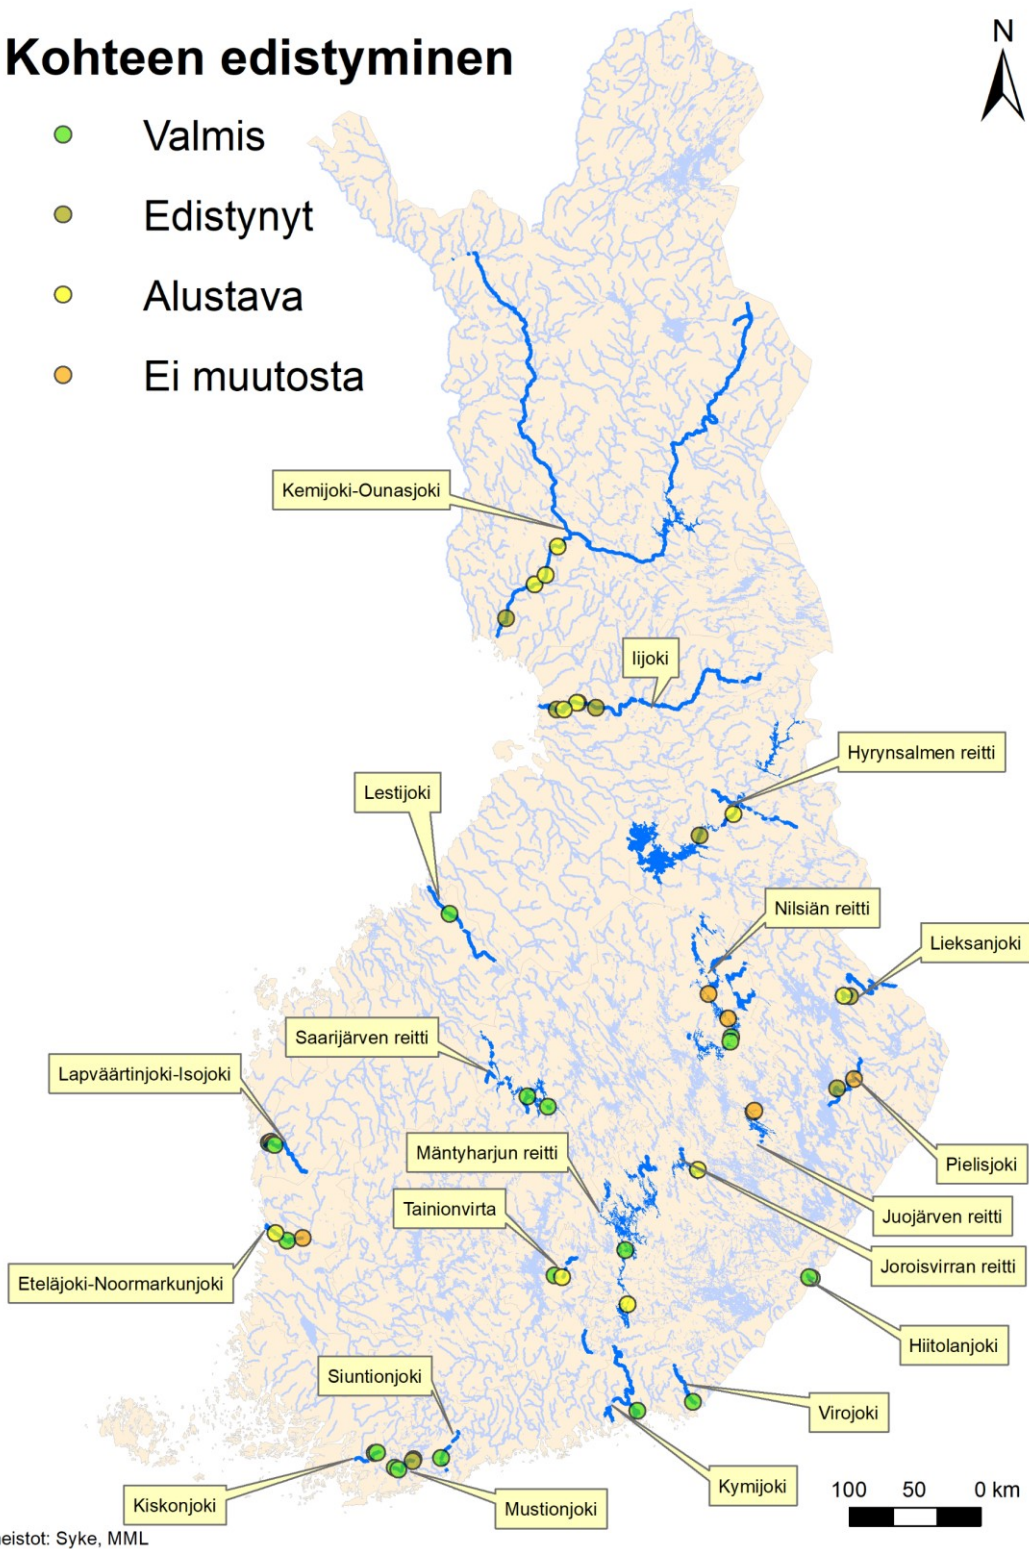 Kohteen edistyminen
N
Valmis
Edistynyt
Alustava
Ei muutosta
Kemijoki-Ounasjoki
Iijoki
Hyrynsalmen reitti
Lestijoki
Nilsiän reitti
Lieksanjoki
Saarijärven reitti
Lapväärtinjoki-Isojoki
Mäntyharjun reitti
Pielisjoki
Tainionvirta
Juojärven reitti
Joroisvirran reitti
Eteläjoki-Noormarkunjoki
Hiitolanjoki
Siuntionjoki
Virojoki
Kymijoki
Kiskonjoki
Mustionjoki
100 50 0 km
eistot: Syke, MML